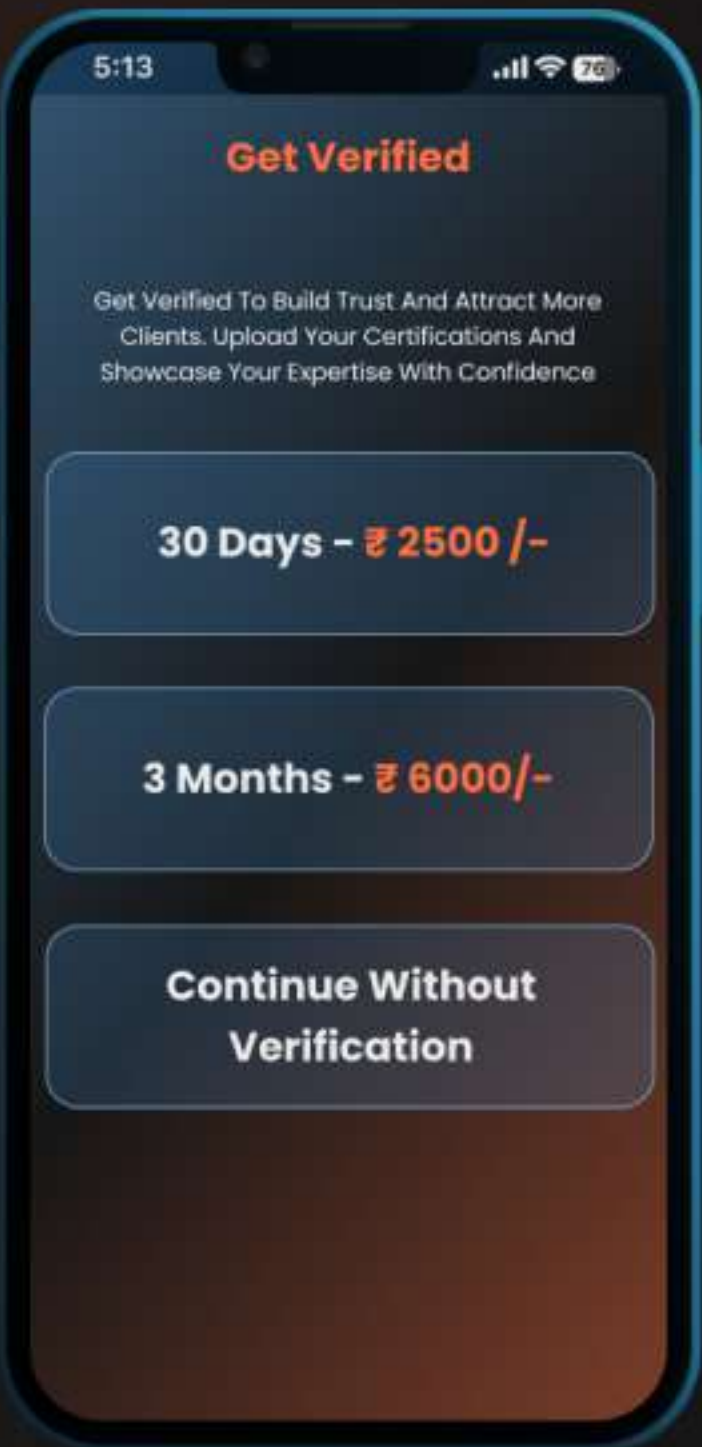 5:13
76
Get Verified
Get Verified To Build Trust And Attract More
Clients. Upload Your Certifications And
Showcase Your Expertise With Confidence
30 Days - ₹ 2500 /-
3 Months - ₹ 6000/-
Continue Without
Verification